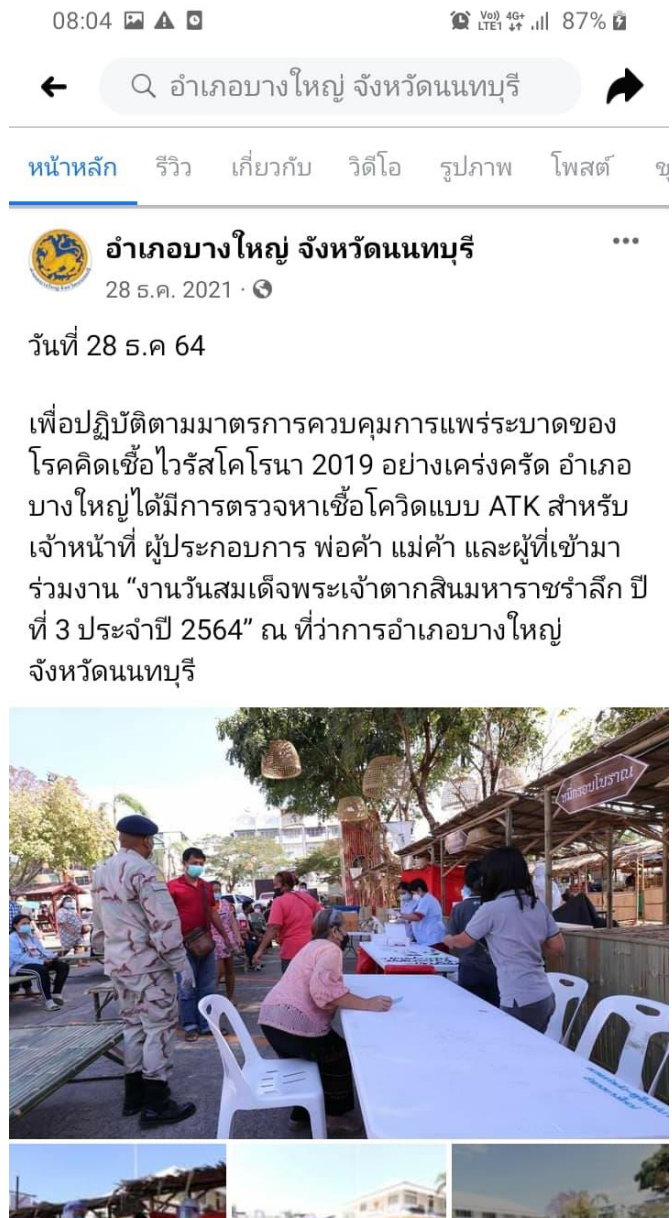 08:04
Vo)) 4G+
LTE1 87%
อำเภอบางใหญ่ จังหวัดนนทบุรี
หน้าหลัก รีวิว เกี่ยวกับ วิดีโอ รูปภาพ โพสต์
อำเภอบางใหญ่ จังหวัดนนทบุรี
28 ธ.ค. 2021 ·
วันที่ 28 ธ.ค 64
เพื่อปฏิบัติตามมาตรการควบคุมการแพร่ระบาดของ
โรคคิดเชื้อไวรัสโคโรนา 2019 อย่างเคร่งครัด อำเภอ
บางใหญ่ได้มีการตรวจหาเชื้อโควิดแบบ ATK สำหรับ
เจ้าหน้าที่ ผู้ประกอบการ พ่อค้า แม่ค้า และผู้ที่เข้ามา
ร่วมงาน “งานวันสมเด็จพระเจ้าตากสินมหาราชรำลึก ปี
ที่ 3 ประจำปี 2564” ณ ที่ว่าการอำเภอบางใหญ่
จังหวัดนนทบุรี
หมี่กรอบโบราณ